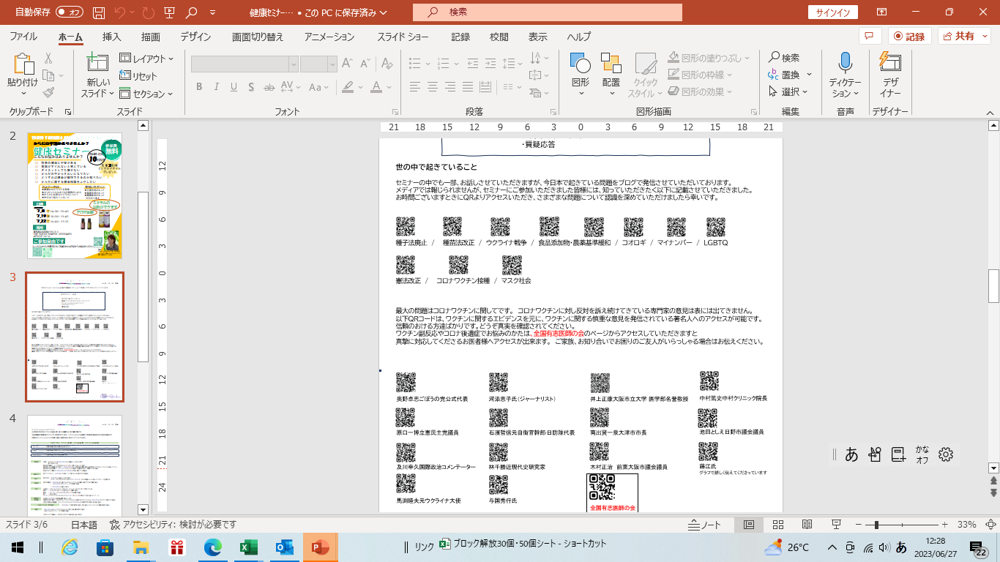 自動保存 オフ 健康ｾﾐﾅｰ… • この PC に保存済み 検索 サインイン
ファイル ホーム 挿入 描画 デザイン 画面切り替え アニメーション スライド ショー 記録 校閲 表示 ヘルプ 記録 共有
貼り付け 新しい スライド レイアウト リセット セクション
B I U S ab AV Aa A
図形 配置 クイック スタイル 図形の塗りつぶし 図形の枠線 図形の効果
検索 置換 選択 ディクテーション デザイナー
クリップボード スライド フォント 段落 図形描画 編集 音声 デザイナー
21 18 15 12 9 6 3 0 3 6 9 12 15 18 21
12 9 6 3 0 3 6 9 12 15 18 21 24
2
健康セミナー
どんなお悩みはありませんか？
参加費 無料
ご参加自由です
3
4
・質疑応答
世の中で起きていること
セミナーの中でも一部、お話しさせていただきますが、今日本で起きている問題をブログで発信させていただいております。
メディアでは報じられませんが、セミナーにご参加いただきました皆様には、知っていただきたく以下に記載させていただきました。
お時間ございますときにQRよりアクセスいただき、さまざまな問題について認識を深めていただけましたら幸いです。
種子法廃止 / 種苗法改正 / ウクライナ戦争 / 食品添加物・農薬基準緩和 / コオロギ / マイナンバー / LGBTQ
憲法改正 / コロナワクチン接種 / マスク社会
最大の問題はコロナワクチンに関してです。 コロナワクチンに対し反対を訴え続けてきている専門家の意見は表には出てきません。
以下QRコードは、ワクチンに関するエビデンスを元に、ワクチンに関する慎重な意見を発信されている著名人へのアクセスが可能です。
信頼のおける方達ばかりです。どうぞ真実を確認されてください。
ワクチン副反応やコロナ後遺症でお悩みのかたは、全国有志医師の会のページからアクセスしていただきますと
真摯に対応してくださるお医者様へアクセスが出来ます。 ご家族、お知り合いでお困りのご友人がいらっしゃる場合はお伝えください。
奥野卓志ごぼうの党公式代表 河添恵子氏（ジャーナリスト） 井上正康大阪市立大学 医学部名誉教授 中村篤史中村クリニック院長
原口一博立憲民主党議員 石濱哲信元自衛官幹部・日防隊代表 南出賢一泉大津市市長 池田としえ日野市議会議員
及川幸久国際政治コメンテーター 林千勝近現代史研究家 木村正治 前東大阪市議会議員 藤江氏
グラフで詳しく伝えてくださっています
馬渕睦夫元ウクライナ大使 与国秀行氏 全国有志医師の会
あ かな オフ
スライド 3/6 日本語 アクセシビリティ: 検討が必要です ノート 33%
リンク ブロック解放30個・50個シート - ショートカット 26°C あ 12:28
2023/06/27 22